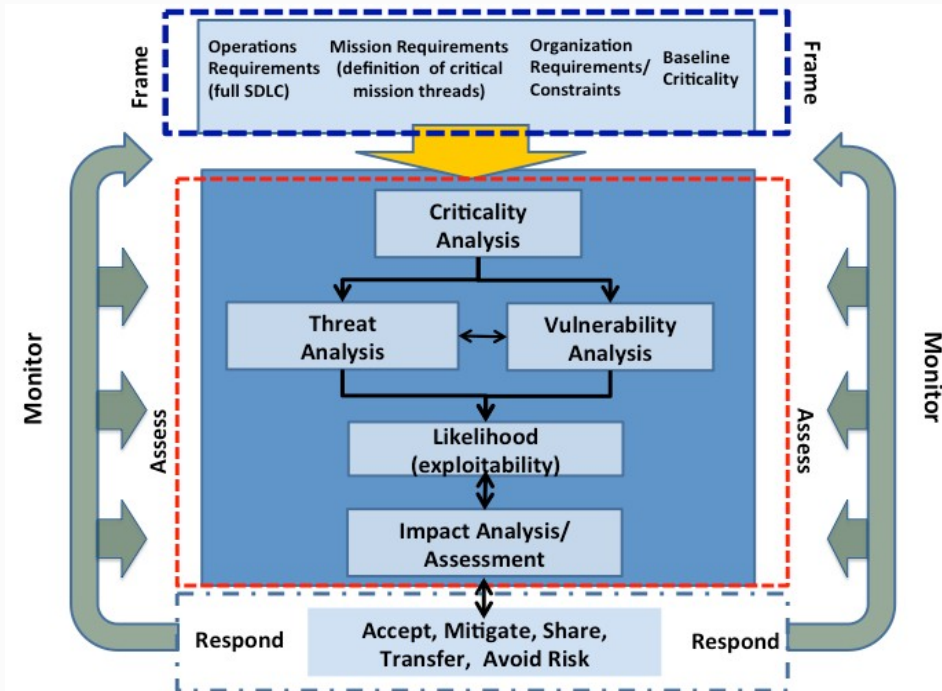 Frame
Operations
Requirements
(full SDLC)
Mission Requirements
(definition of critical
mission threads)
Organization
Requirements/
Constraints
Baseline
Criticality
Frame
Criticality
Analysis
Threat
Analysis
Vulnerability
Analysis
Monitor
Assess
Likelihood
(exploitability)
Assess
Monitor
Impact Analysis/
Assessment
Respond
Accept, Mitigate, Share,
Transfer, Avoid Risk
Respond